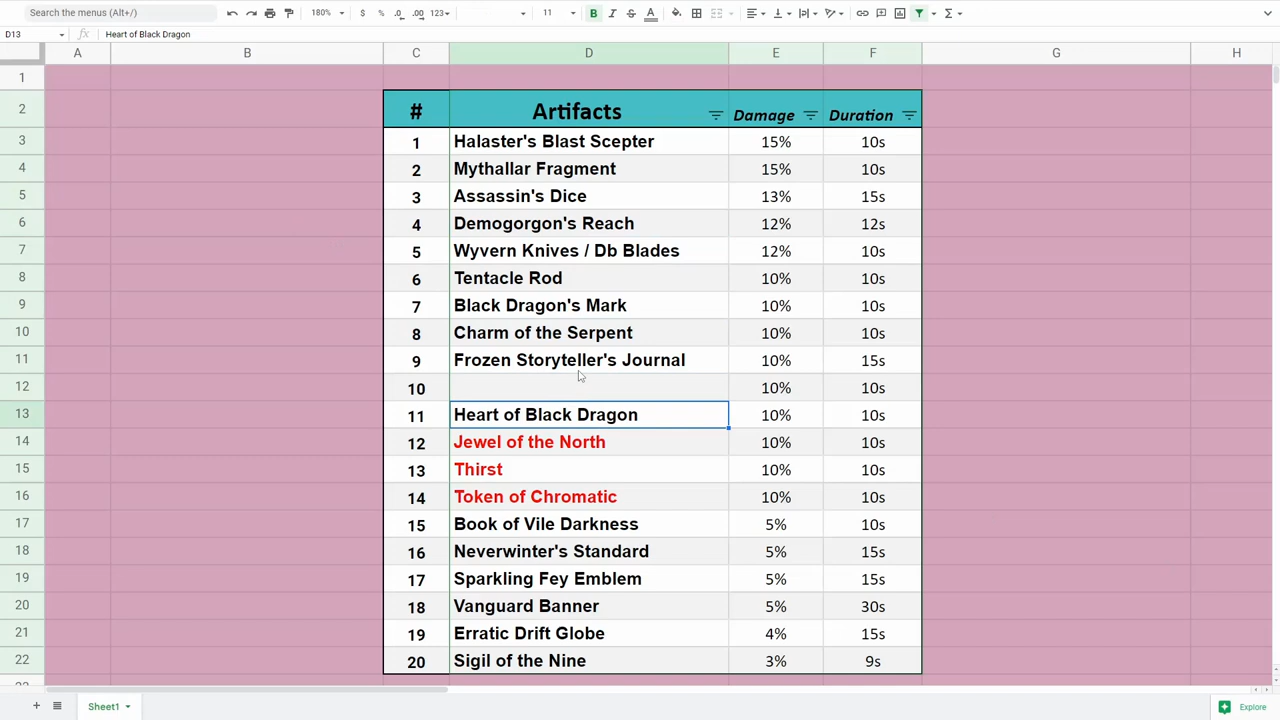 Search the menus (Alt+/) 180% $ % .0 .00 123 11 B I S A Σ
D13 fx Heart of Black Dragon
A B C D E F G H
1
2 # Artifacts Damage Duration
3 1 Halaster's Blast Scepter 15% 10s
4 2 Mythallar Fragment 15% 10s
5 3 Assassin's Dice 13% 15s
6 4 Demogorgon's Reach 12% 12s
7 5 Wyvern Knives / Db Blades 12% 10s
8 6 Tentacle Rod 10% 10s
9 7 Black Dragon's Mark 10% 10s
10 8 Charm of the Serpent 10% 10s
11 9 Frozen Storyteller's Journal 10% 15s
12 10 10% 10s
13 11 Heart of Black Dragon 10% 10s
14 12 Jewel of the North 10% 10s
15 13 Thirst 10% 10s
16 14 Token of Chromatic 10% 10s
17 15 Book of Vile Darkness 5% 10s
18 16 Neverwinter's Standard 5% 15s
19 17 Sparkling Fey Emblem 5% 15s
20 18 Vanguard Banner 5% 30s
21 19 Erratic Drift Globe 4% 15s
22 20 Sigil of the Nine 3% 9s
Sheet1 Explore